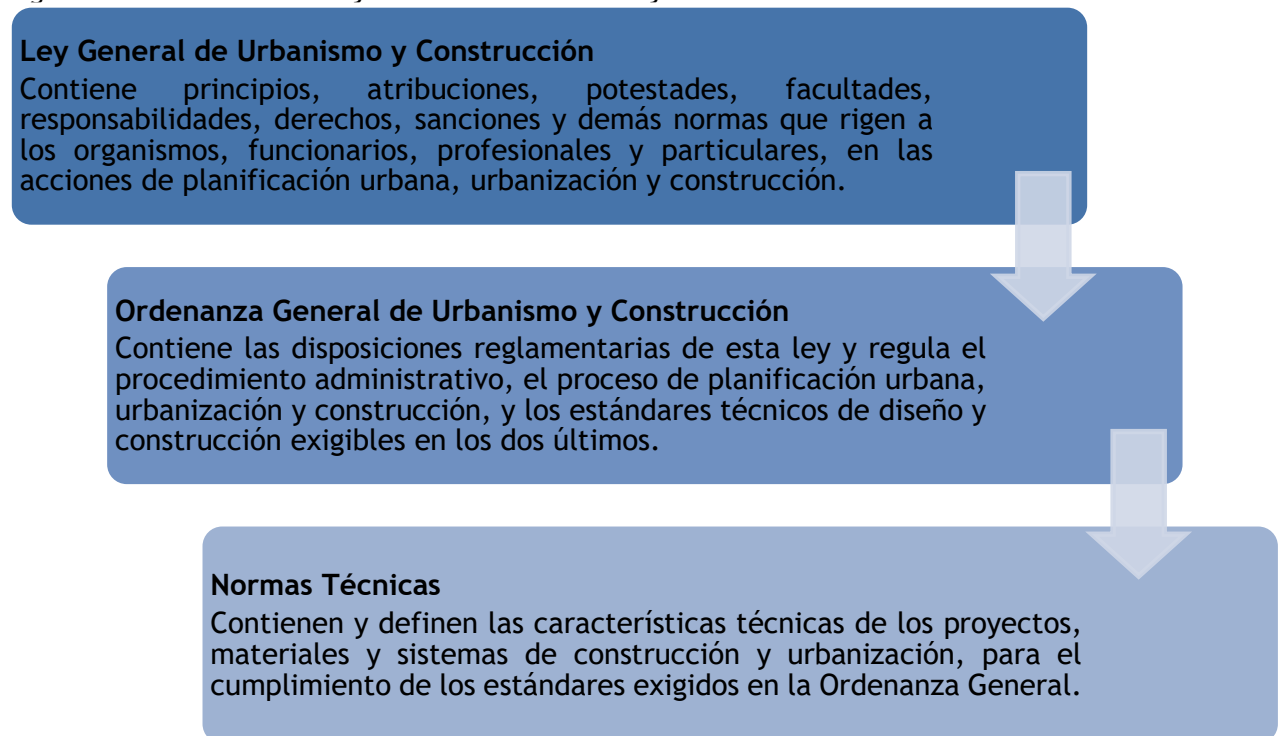 Ley General de Urbanismo y Construcción
Contiene principios, atribuciones, potestades, facultades,
responsabilidades, derechos, sanciones y demás normas que rigen a
los organismos, funcionarios, profesionales y particulares, en las
acciones de planificación urbana, urbanización y construcción.
Ordenanza General de Urbanismo y Construcción
Contiene las disposiciones reglamentarias de esta ley y regula el
procedimiento administrativo, el proceso de planificación urbana,
urbanización y construcción, y los estándares técnicos de diseño y
construcción exigibles en los dos últimos.
Normas Técnicas
Contienen y definen las características técnicas de los proyectos,
materiales y sistemas de construcción y urbanización, para el
cumplimiento de los estándares exigidos en la Ordenanza General.